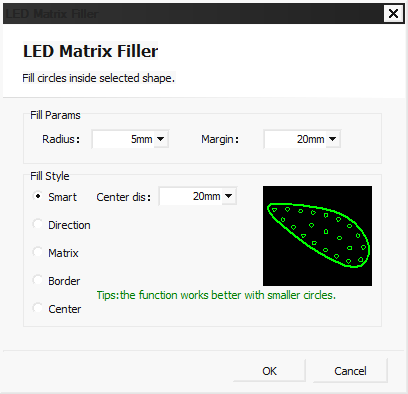 LED Matrix Filler
LED Matrix Filler
Fill circles inside selected shape.
Fill Params
Radius: 5mm Margin: 20mm
Fill Style
Smart Center dis: 20mm
Direction
Matrix
Border
Tips:the function works better with smaller circles.
Center
OK Cancel